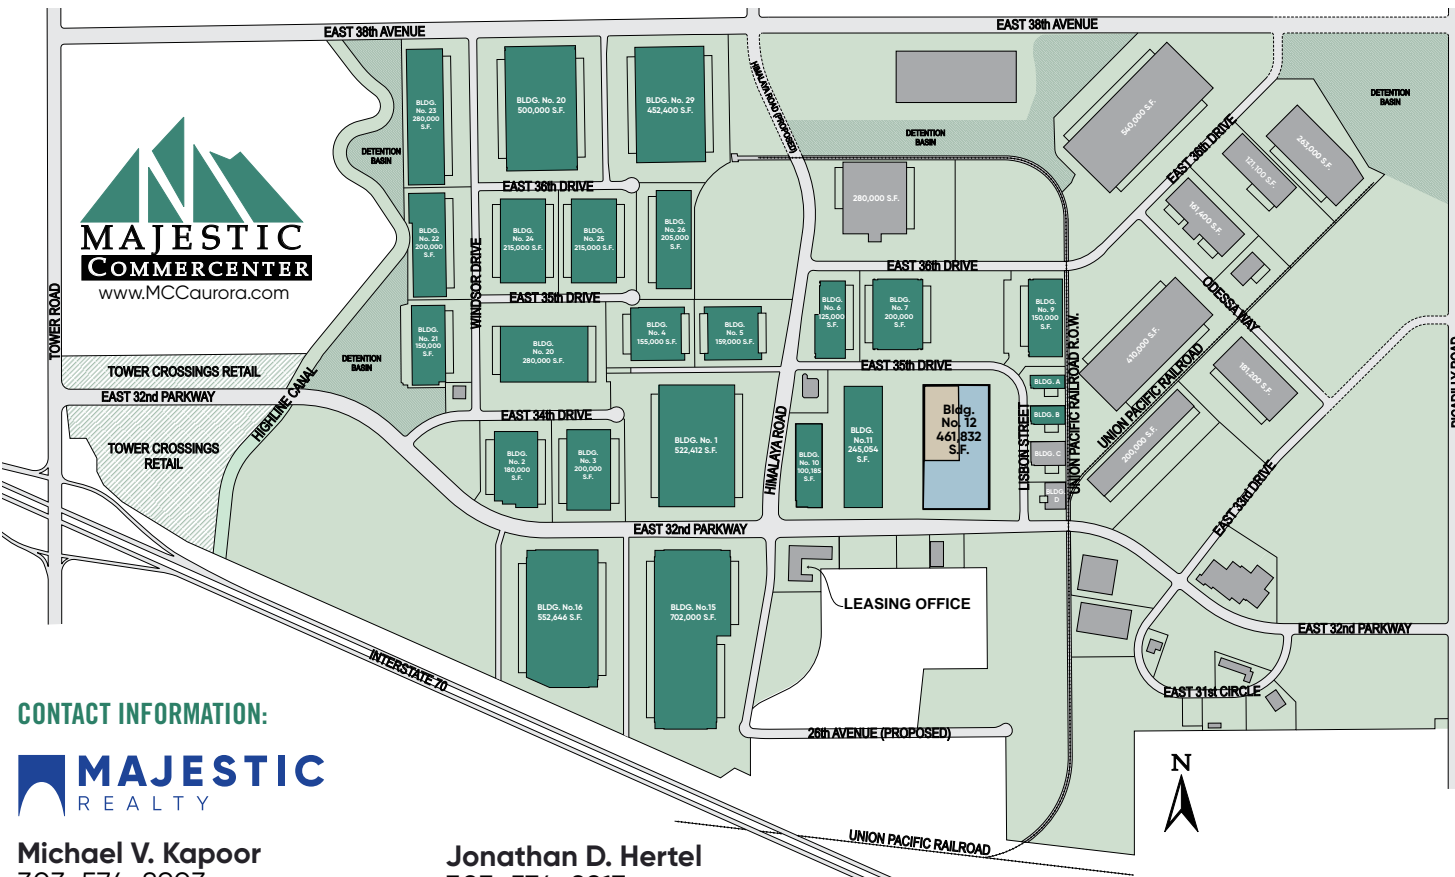 EAST 38th AVENUE
EAST 38th AVENUE
HIMALAYA ROAD (PROPOSED)
BLDG.
No. 23
280,000
S.F.
BLDG. No. 20
500,000 S.F.
BLDG. No. 29
452,400 S.F.
DETENTION
BASIN
DETENTION
BASIN
DETENTION
BASIN
540,000 S.F.
EAST 36th DRIVE
121,100 S.F.
263,000 S.F.
161,400 S.F.
280,000 S.F.
MAJESTIC
COMMERCENTER
www.MCCaurora.com
EAST 36th DRIVE
BLDG.
No. 22
200,000
S.F.
WINDSOR DRIVE
BLDG.
No. 24
215,000 S.F.
BLDG.
No. 25
215,000 S.F.
BLDG.
No. 26
205,000
S.F.
EAST 36th DRIVE
EAST 35th DRIVE
TOWER ROAD
BLDG.
No. 21
150,000
S.F.
BLDG.
No. 20
280,000 S.F.
BLDG.
No. 4
155,000 S.F.
BLDG.
No. 5
159,000 S.F.
BLDG.
No. 6
125,000
S.F.
BLDG.
No. 7
200,000
S.F.
BLDG.
No. 9
150,000
S.F.
ODESSA WAY
410,000 S.F.
181,200 S.F.
UNION PACIFIC RAILROAD
200,000 S.F.
UNION PACIFIC RAILROAD R.O.W.
DETENTION
BASIN
TOWER CROSSINGS RETAIL
EAST 32nd PARKWAY
HIGHLINE CANAL
TOWER CROSSINGS
RETAIL
EAST 35th DRIVE
EAST 34th DRIVE
BLDG.
No. 2
180,000
S.F.
BLDG.
No. 3
200,000
S.F.
BLDG. No. 1
522,412 S.F.
HIMALAYA ROAD
BLDG.
No. 10
100,185
S.F.
BLDG.
No.11
245,054
S.F.
Bldg.
No. 12
461,832
S.F.
LISBON STREET
BLDG. A
BLDG. B
BLDG. C
BLDG.
D
EAST 33rd DRIVE
EAST 32nd PARKWAY
BLDG. No.16
552,646 S.F.
BLDG. No.15
702,000 S.F.
LEASING OFFICE
EAST 32nd PARKWAY
EAST 31st CIRCLE
INTERSTATE 70
26th AVENUE (PROPOSED)
UNION PACIFIC RAILROAD
N
CONTACT INFORMATION:
MAJESTIC
REALTY
Michael V. Kapoor
Jonathan D. Hertel